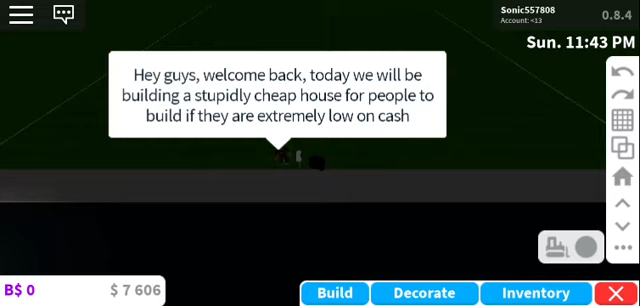 Sonic557808
Account: <13
0.8.4
Sun. 11:43 PM
Hey guys, welcome back, today we will be
building a stupidly cheap house for people to
build if they are extremely low on cash
B$ 0
$ 7 606
Build
Decorate
Inventory